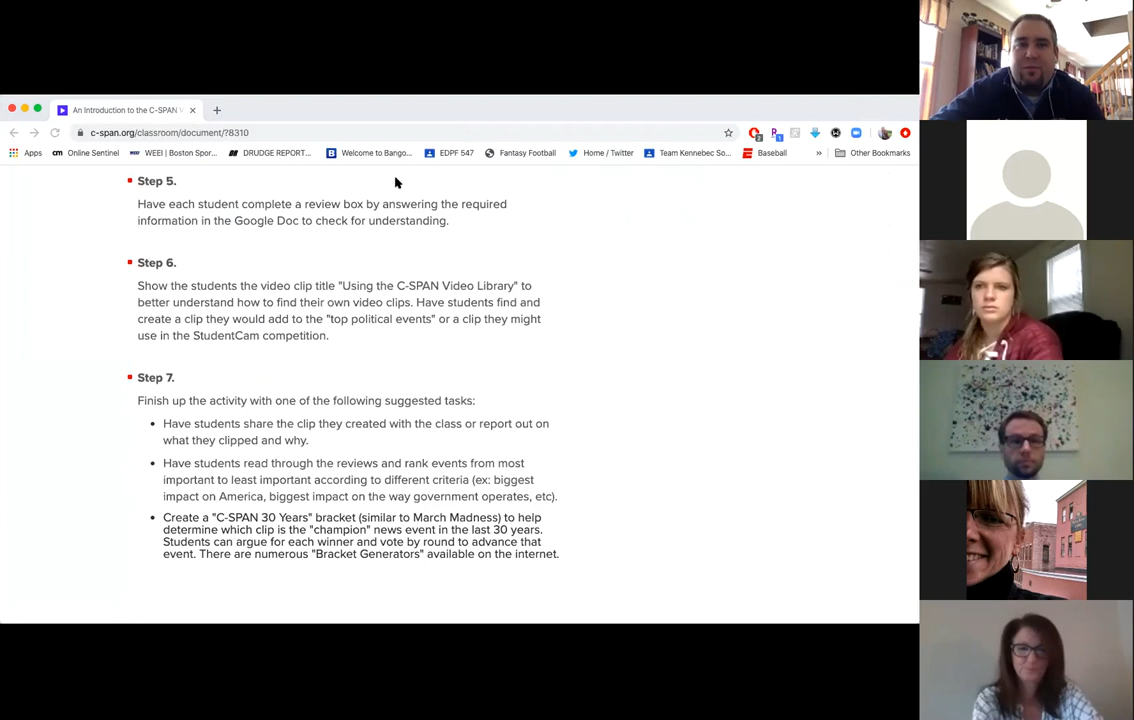 An Introduction to the C-SPAN V
c-span.org/classroom/document/?8310
Apps
cm Online Sentinel
WEEI | Boston Spor...
DRUDGE REPORT...
B Welcome to Bango...
EDPF 547
Fantasy Football
Home / Twitter
Team Kennebec So...
Baseball
»
Other Bookmarks
Step 5.
Have each student complete a review box by answering the required
information in the Google Doc to check for understanding.
Step 6.
Show the students the video clip title "Using the C-SPAN Video Library" to
better understand how to find their own video clips. Have students find and
create a clip they would add to the "top political events" or a clip they might
use in the StudentCam competition.
Step 7.
Finish up the activity with one of the following suggested tasks:
Have students share the clip they created with the class or report out on
what they clipped and why.
Have students read through the reviews and rank events from most
important to least important according to different criteria (ex: biggest
impact on America, biggest impact on the way government operates, etc).
Create a "C-SPAN 30 Years" bracket (similar to March Madness) to help
determine which clip is the "champion" news event in the last 30 years.
Students can argue for each winner and vote by round to advance that
event. There are numerous "Bracket Generators" available on the internet.